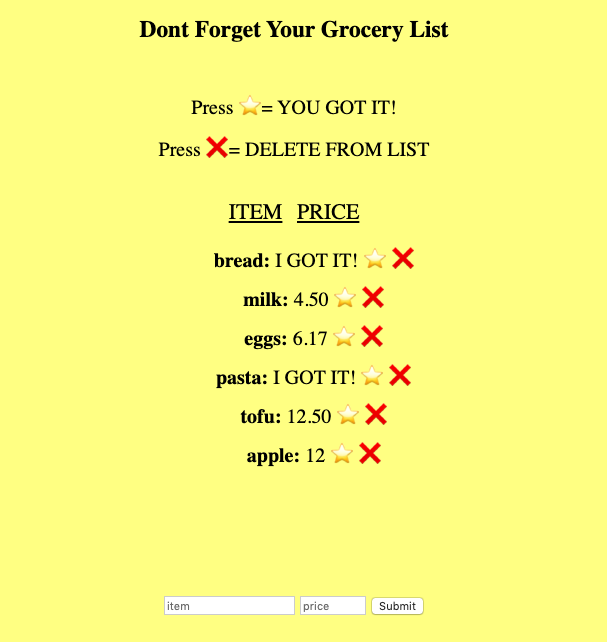 Dont Forget Your Grocery List
Press ⭐= YOU GOT IT!
Press ❌= DELETE FROM LIST
ITEM PRICE
bread: I GOT IT! ⭐ ❌
milk: 4.50 ⭐ ❌
eggs: 6.17 ⭐ ❌
pasta: I GOT IT! ⭐ ❌
tofu: 12.50 ⭐ ❌
apple: 12 ⭐ ❌
item price Submit